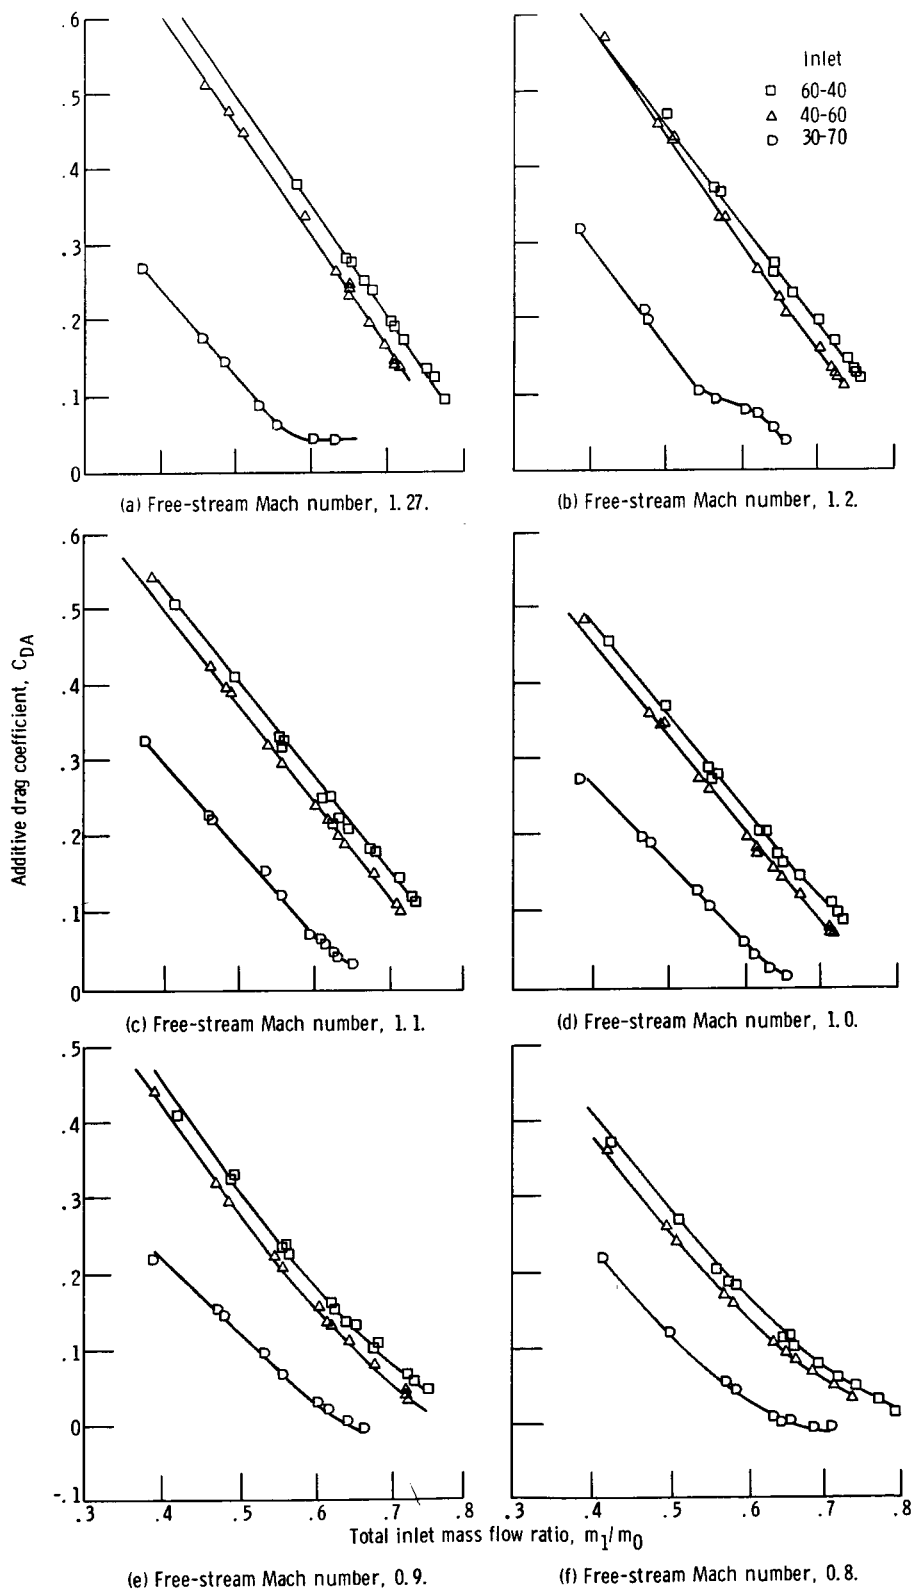 .6
.5
.4
.3
.2
.1
0
Inlet
60-40
40-60
30-70
(a) Free-stream Mach number, 1.27.
(b) Free-stream Mach number, 1.2.
Additive drag coefficient, CDA
.6
.5
.4
.3
.2
.1
0
(c) Free-stream Mach number, 1.1.
(d) Free-stream Mach number, 1.0.
.5
.4
.3
.2
.1
0
-.1
.3 .4 .5 .6 .7 .8
.3 .4 .5 .6 .7 .8
Total inlet mass flow ratio, m1/m0
(e) Free-stream Mach number, 0.9.
(f) Free-stream Mach number, 0.8.